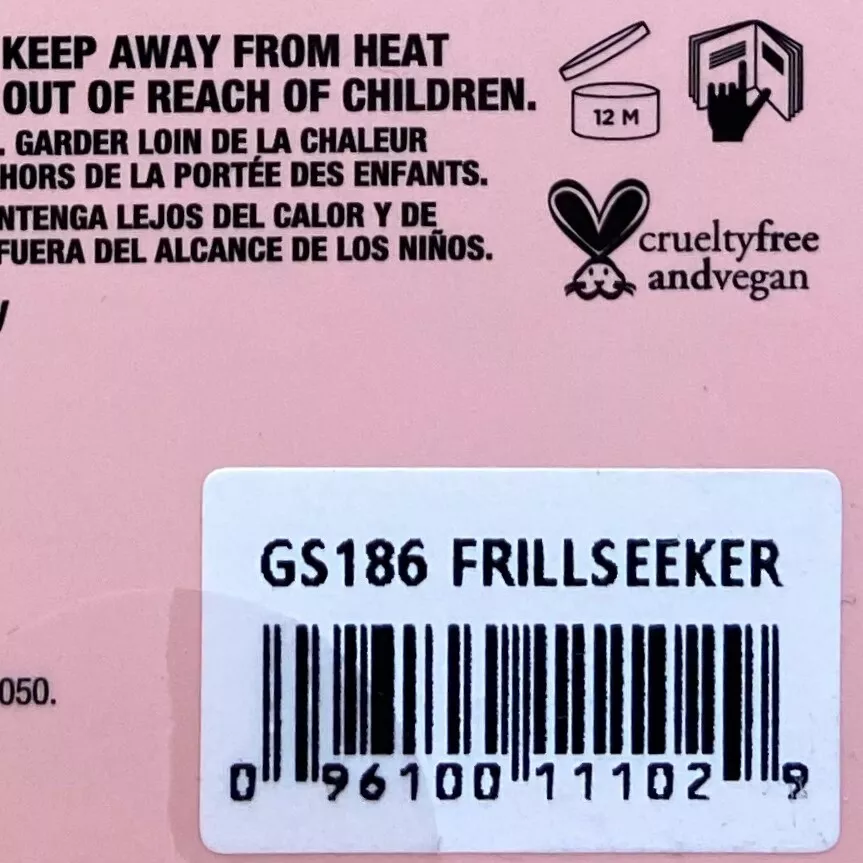 KEEP AWAY FROM HEAT
OUT OF REACH OF CHILDREN.
. GARDER LOIN DE LA CHALEUR
HORS DE LA PORTÉE DES ENFANTS.
NTENGA LEJOS DEL CALOR Y DE
FUERA DEL ALCANCE DE LOS NIÑOS.
12 M
crueltyfree
andvegan
GS186 FRILLSEEKER
050.
0 96100 11102 9